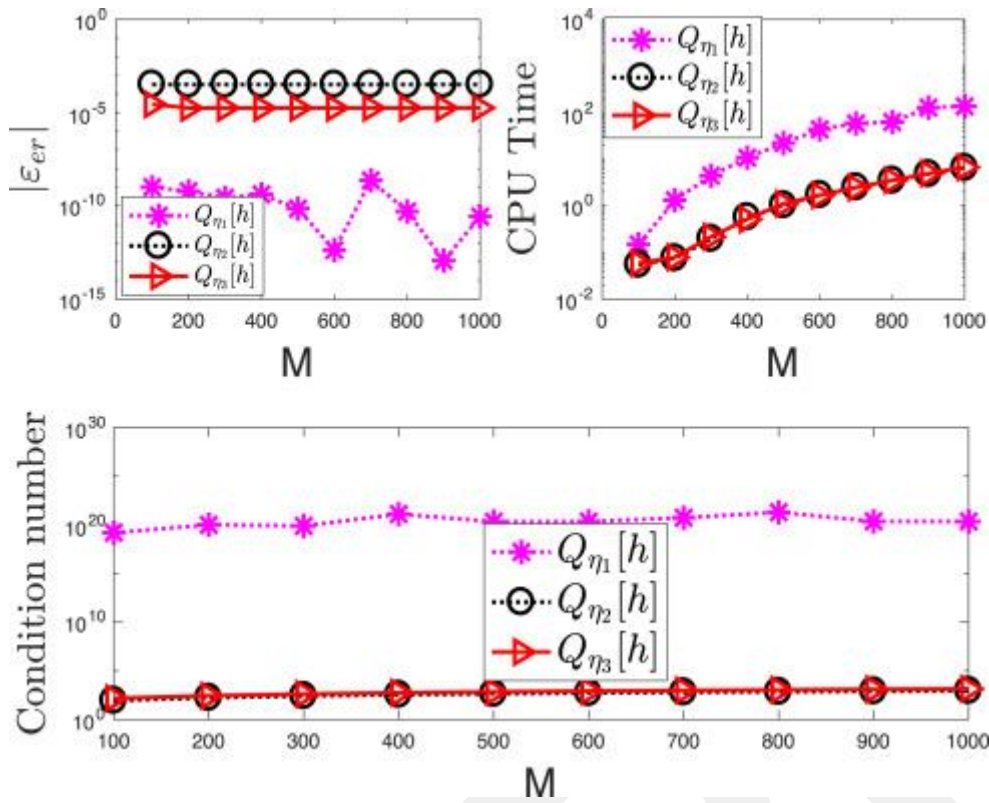 |ε_er|
10^0
10^-5
10^-10
10^-15
Q_η1[h]
Q_η2[h]
Q_η3[h]
0 200 400 600 800 1000
M
CPU Time
10^4
10^2
10^0
10^-2
Q_η1[h]
Q_η2[h]
Q_η3[h]
0 200 400 600 800 1000
M
Condition number
10^30
10^20
10^10
10^0
Q_η1[h]
Q_η2[h]
Q_η3[h]
100 200 300 400 500 600 700 800 900 1000
M